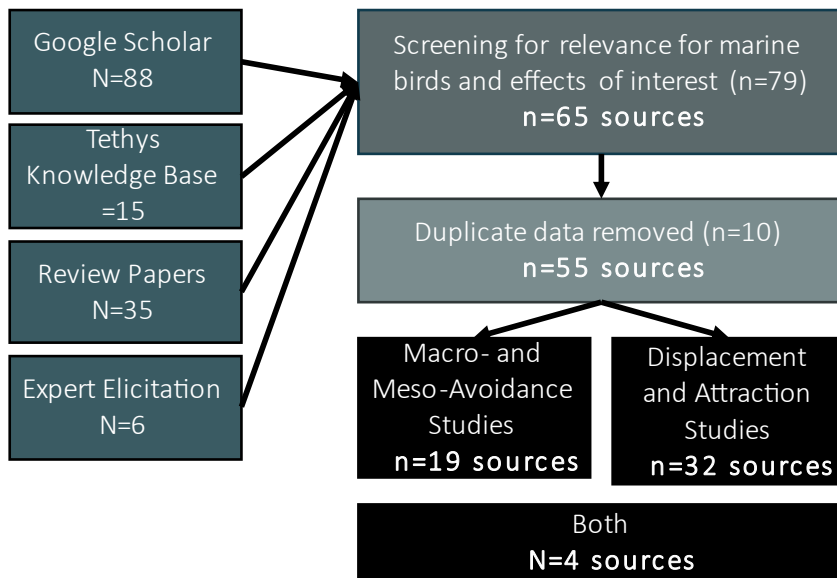 Google Scholar
N=88
Tethys
Knowledge Base
=15
Review Papers
N=35
Expert Elicitation
N=6
Screening for relevance for marine
birds and effects of interest (n=79)
n=65 sources
Duplicate data removed (n=10)
n=55 sources
Macro- and
Meso-Avoidance
Studies
n=19 sources
Displacement
and Attraction
Studies
n=32 sources
Both
N=4 sources